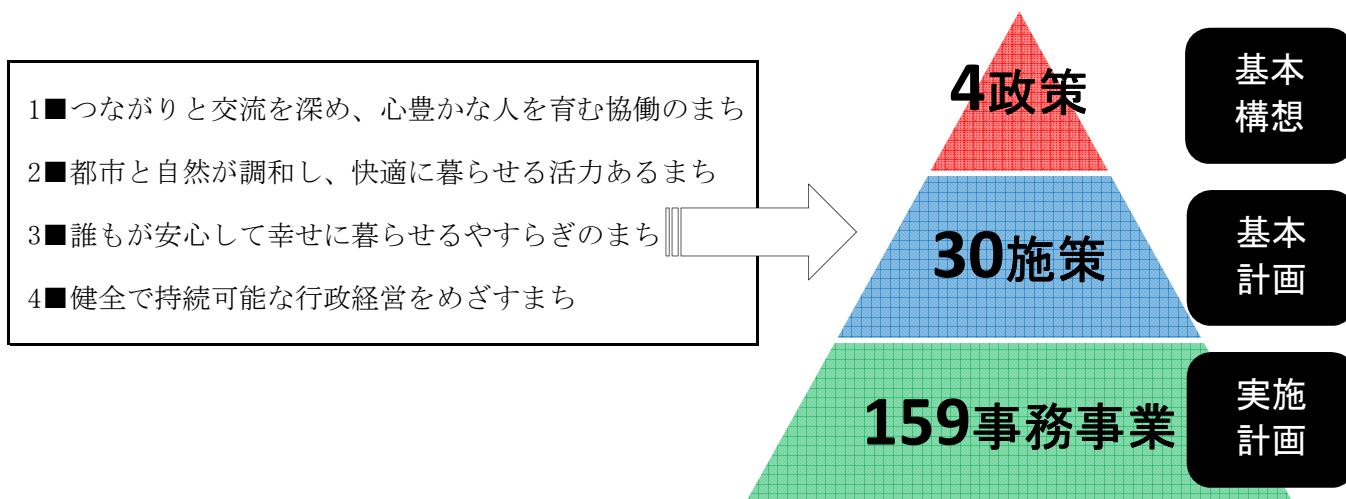 1■つながりと交流を深め、心豊かな人を育む協働のまち
2■都市と自然が調和し、快適に暮らせる活力あるまち
3■誰もが安心して幸せに暮らせるやすらぎのまち
4■健全で持続可能な行政経営をめざすまち
4政策
基本
構想
30施策
基本
計画
159事務事業
実施
計画